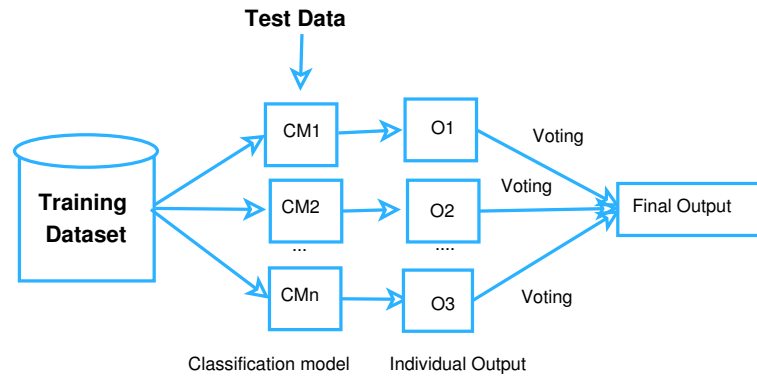 Test Data
CM1
O1
Voting
Training
Dataset
CM2
O2
Voting
Final Output
...
....
CMn
O3
Voting
Classification model
Individual Output